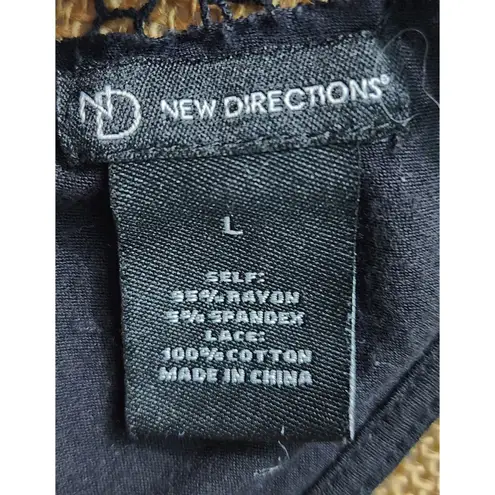 ND NEW DIRECTIONS®
L
SELF:
95% RAYON
5% SPANDEX
LACE:
100% COTTON
MADE IN CHINA